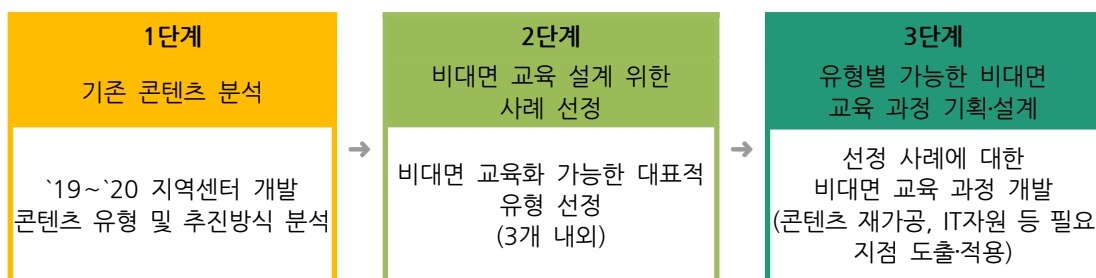 1단계
기존 콘텐츠 분석
`19~`20 지역센터 개발
콘텐츠 유형 및 추진방식 분석
➜
2단계
비대면 교육 설계 위한
사례 선정
비대면 교육화 가능한 대표적
유형 선정
(3개 내외)
➜
3단계
유형별 가능한 비대면
교육 과정 기획·설계
선정 사례에 대한
비대면 교육 과정 개발
(콘텐츠 재가공, IT자원 등 필요
지점 도출·적용)